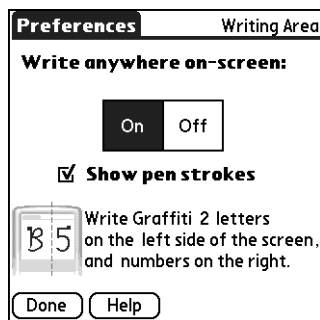 Preferences Writing Area
Write anywhere on-screen:
On Off
Show pen strokes
B 5
Write Graffiti 2 letters
on the left side of the screen,
and numbers on the right.
Done Help